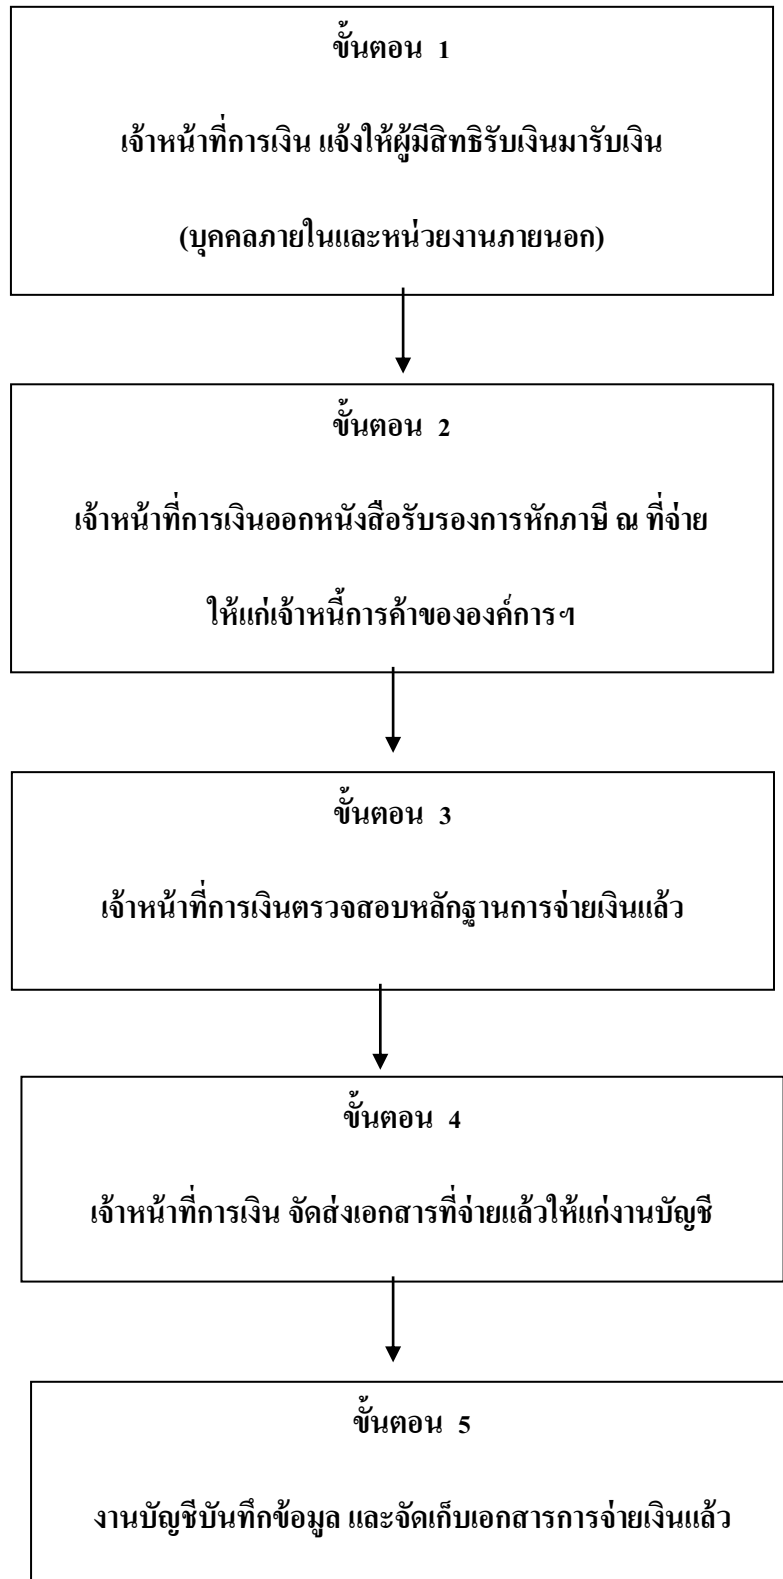 ขั้นตอน 1
เจ้าหน้าที่การเงิน แจ้งให้ผู้มีสิทธิรับเงินมารับเงิน
(บุคคลภายในและหน่วยงานภายนอก)
ขั้นตอน 2
เจ้าหน้าที่การเงินออกหนังสือรับรองการหักภาษี ณ ที่จ่าย
ให้แก่เจ้าหนี้การค้าขององค์การฯ
ขั้นตอน 3
เจ้าหน้าที่การเงินตรวจสอบหลักฐานการจ่ายเงินแล้ว
ขั้นตอน 4
เจ้าหน้าที่การเงิน จัดส่งเอกสารที่จ่ายแล้วให้แก่งานบัญชี
ขั้นตอน 5
งานบัญชีบันทึกข้อมูล และจัดเก็บเอกสารการจ่ายเงินแล้ว